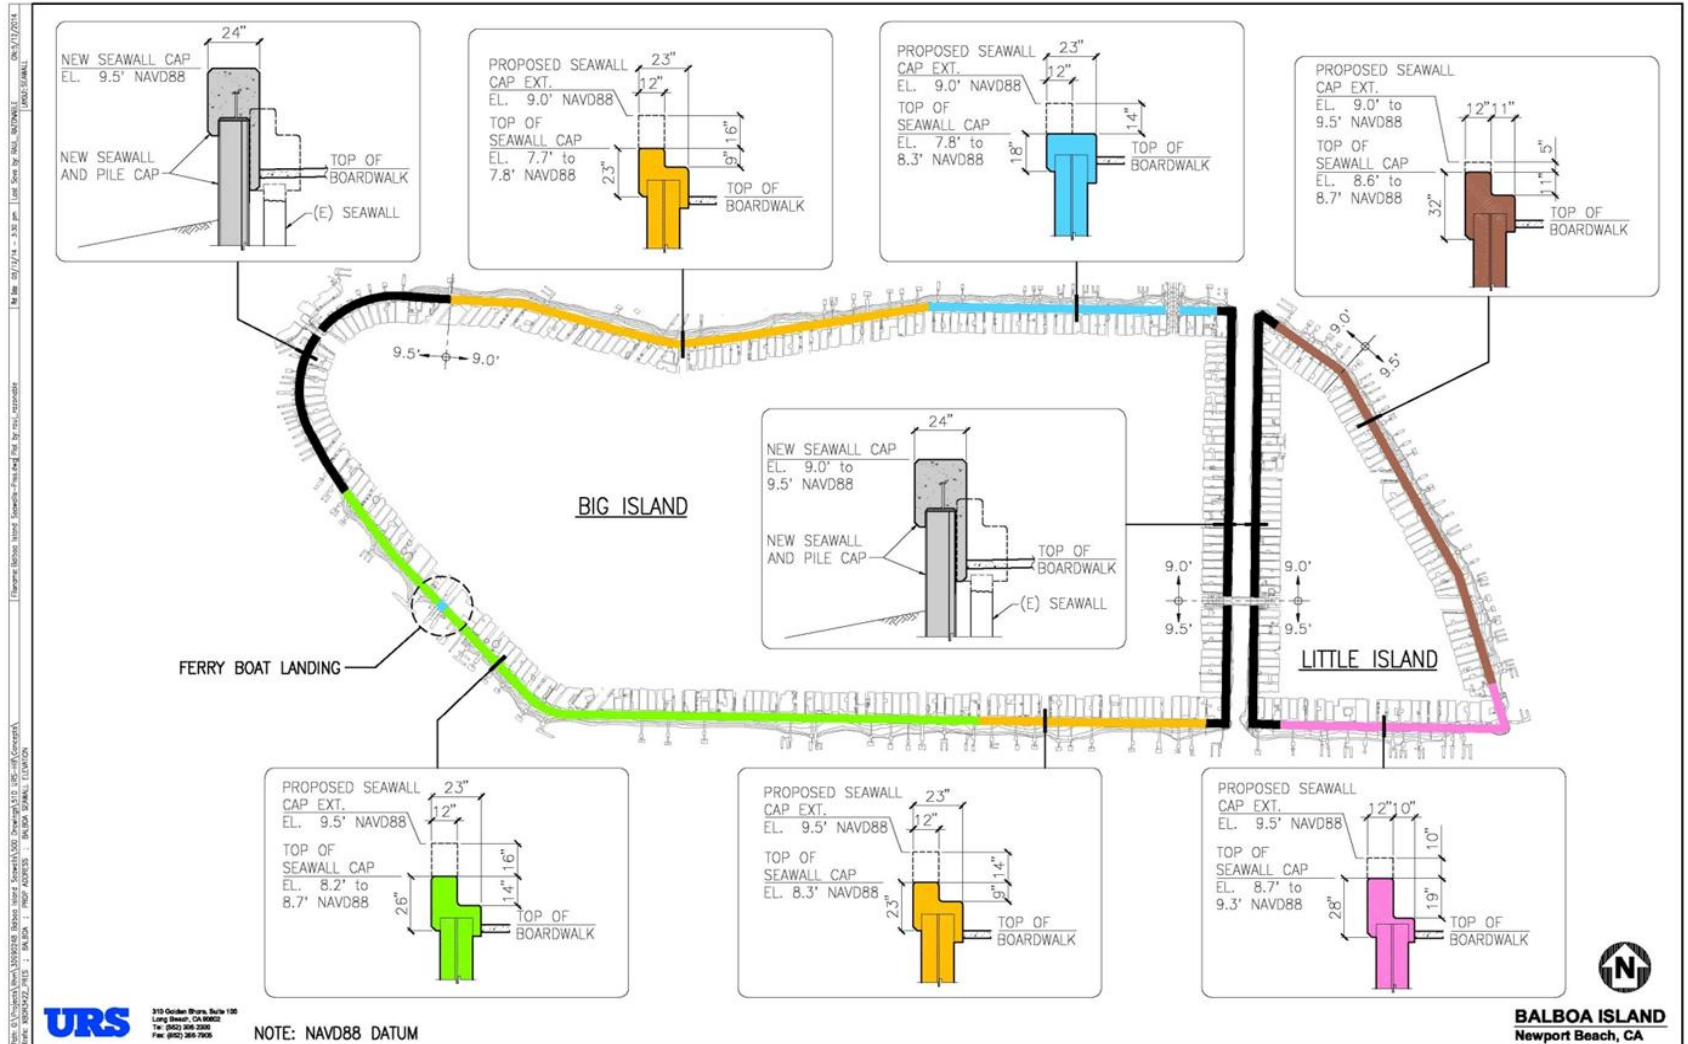 24"
NEW SEAWALL CAP
EL. 9.5' NAVD88
NEW SEAWALL
AND PILE CAP
TOP OF
BOARDWALK
(E) SEAWALL
PROPOSED SEAWALL
CAP EXT.
EL. 9.0' NAVD88
TOP OF
SEAWALL CAP
EL. 7.7' to
7.8' NAVD88
23"
12"
16"
9"
23"
TOP OF
BOARDWALK
PROPOSED SEAWALL
CAP EXT.
EL. 9.0' NAVD88
TOP OF
SEAWALL CAP
EL. 7.8' to
8.3' NAVD88
23"
12"
14"
18"
TOP OF
BOARDWALK
PROPOSED SEAWALL
CAP EXT.
EL. 9.0' to
9.5' NAVD88
TOP OF
SEAWALL CAP
EL. 8.6' to
8.7' NAVD88
12" 11"
5"
11"
32"
TOP OF
BOARDWALK
9.5' 9.0'
9.0'
9.5'
BIG ISLAND
24"
NEW SEAWALL CAP
EL. 9.0' to
9.5' NAVD88
NEW SEAWALL
AND PILE CAP
TOP OF
BOARDWALK
(E) SEAWALL
9.0'
9.5'
9.0'
9.5'
LITTLE ISLAND
FERRY BOAT LANDING
PROPOSED SEAWALL
CAP EXT.
EL. 9.5' NAVD88
TOP OF
SEAWALL CAP
EL. 8.2' to
8.7' NAVD88
23"
12"
16"
14"
26"
TOP OF
BOARDWALK
PROPOSED SEAWALL
CAP EXT.
EL. 9.5' NAVD88
TOP OF
SEAWALL CAP
EL. 8.3' NAVD88
23"
12"
14"
9"
23"
TOP OF
BOARDWALK
PROPOSED SEAWALL
CAP EXT.
EL. 9.5' NAVD88
TOP OF
SEAWALL CAP
EL. 8.7' to
9.3' NAVD88
12" 10"
10"
19"
28"
TOP OF
BOARDWALK
N
URS
310 Golden Shore, Suite 100
Long Beach, CA 90802
NOTE: NAVD88 DATUM
BALBOA ISLAND
Newport Beach, CA